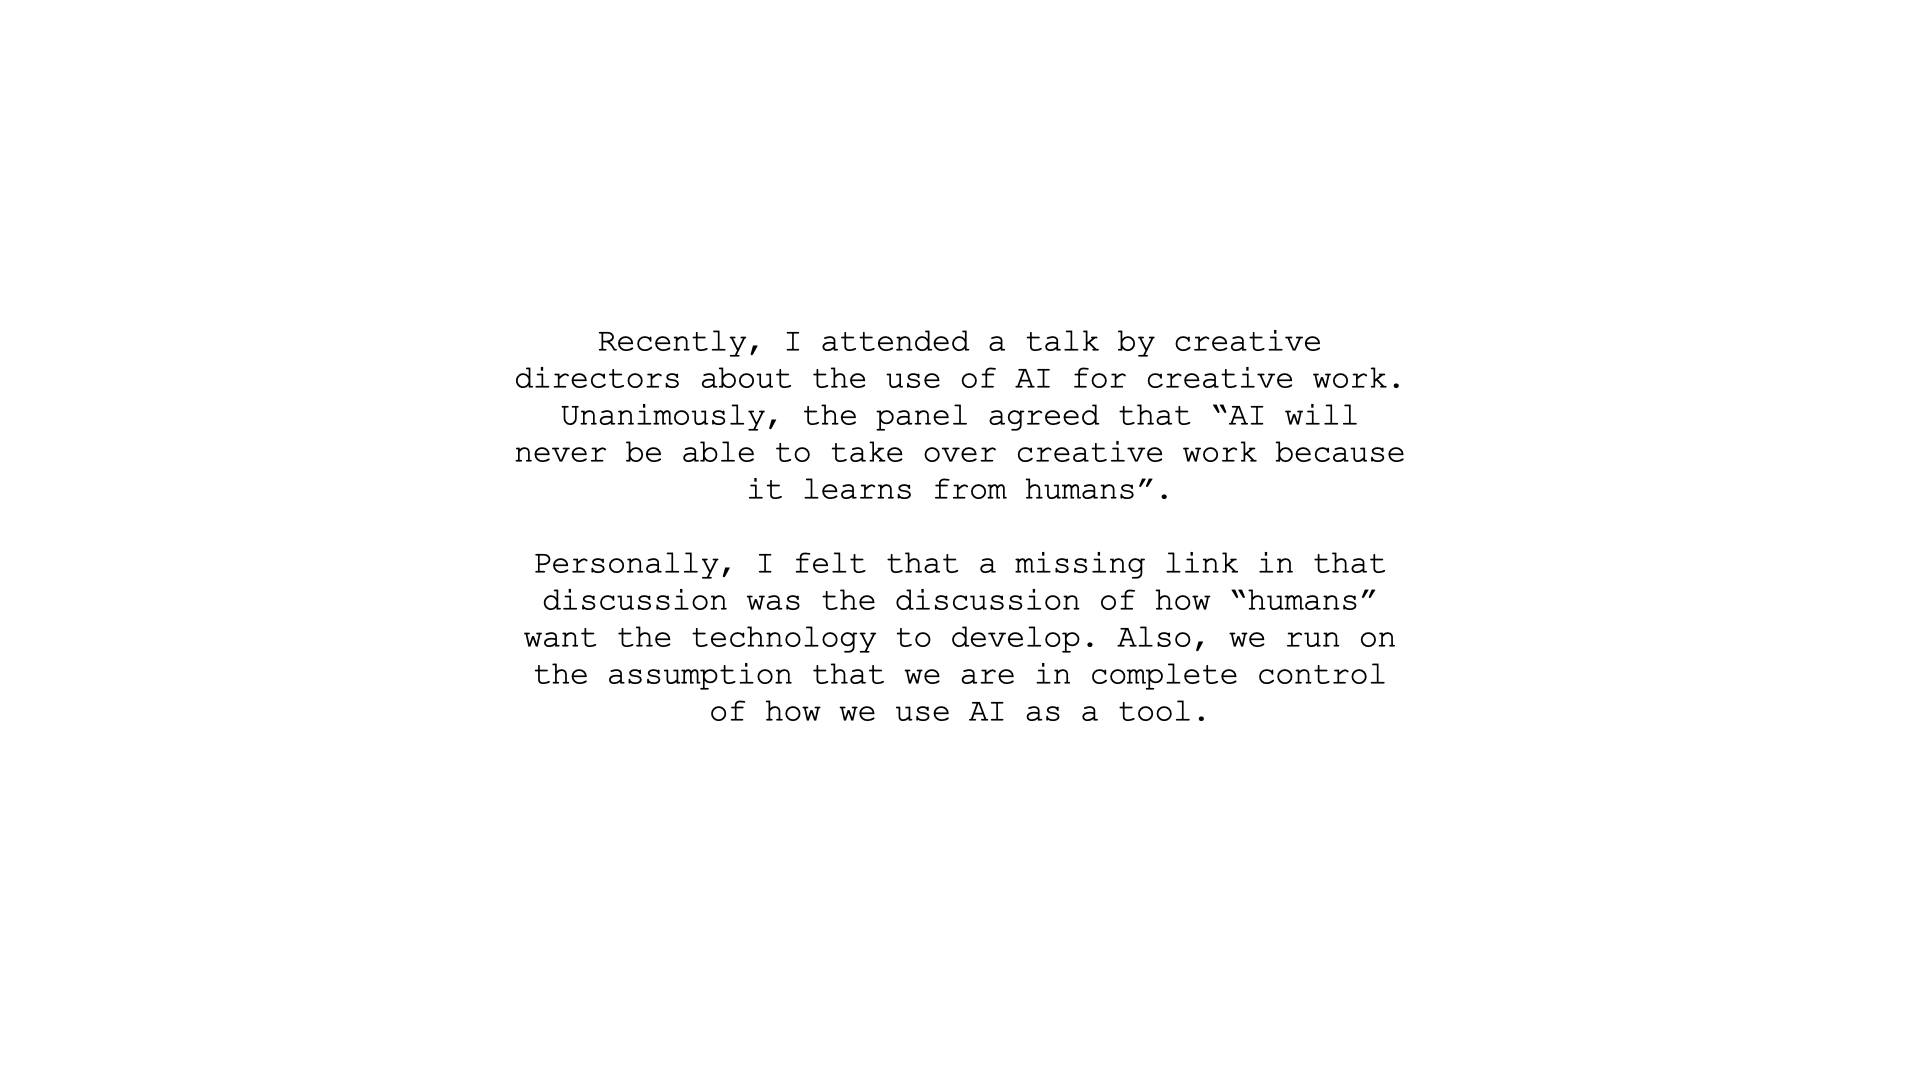 Recently, I attended a talk by creative
directors about the use of AI for creative work.
Unanimously, the panel agreed that “AI will
never be able to take over creative work because
it learns from humans”.
Personally, I felt that a missing link in that
discussion was the discussion of how “humans”
want the technology to develop. Also, we run on
the assumption that we are in complete control
of how we use AI as a tool.